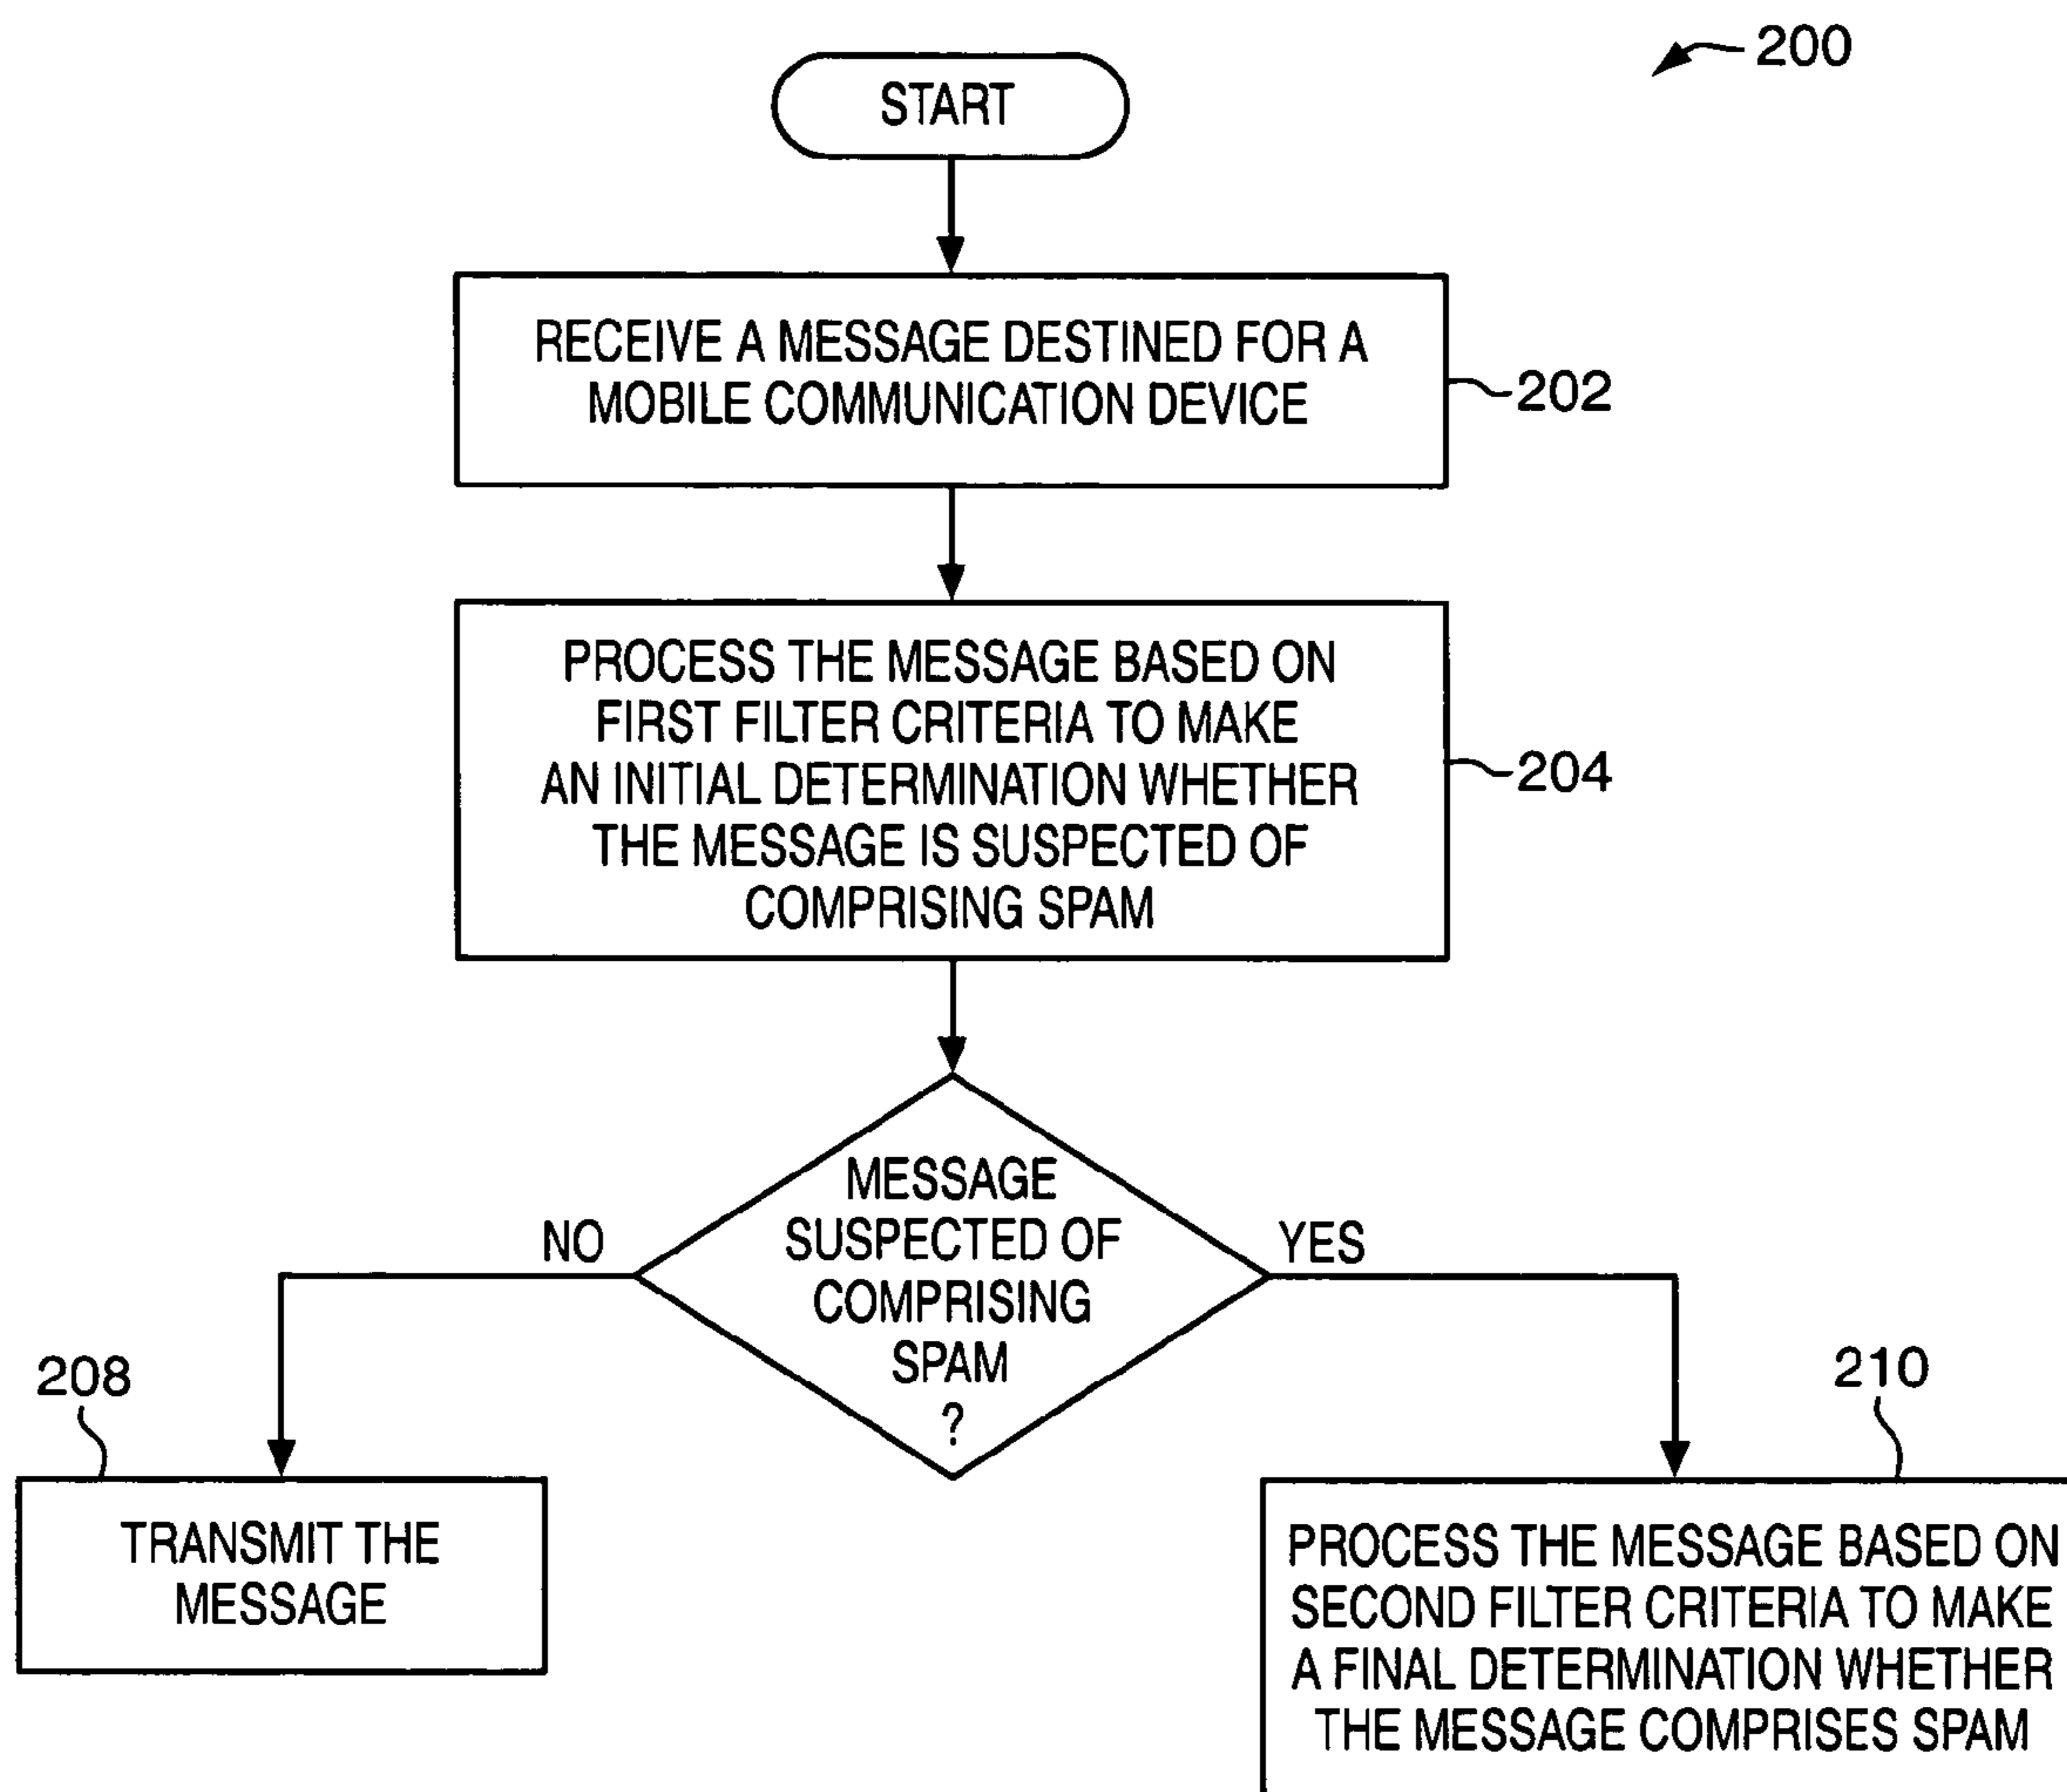 200
START
RECEIVE A MESSAGE DESTINED FOR A
MOBILE COMMUNICATION DEVICE
202
PROCESS THE MESSAGE BASED ON
FIRST FILTER CRITERIA TO MAKE
AN INITIAL DETERMINATION WHETHER
THE MESSAGE IS SUSPECTED OF
COMPRISING SPAM
204
MESSAGE
SUSPECTED OF
COMPRISING
SPAM
?
NO
YES
208
TRANSMIT THE
MESSAGE
210
PROCESS THE MESSAGE BASED ON
SECOND FILTER CRITERIA TO MAKE
A FINAL DETERMINATION WHETHER
THE MESSAGE COMPRISES SPAM